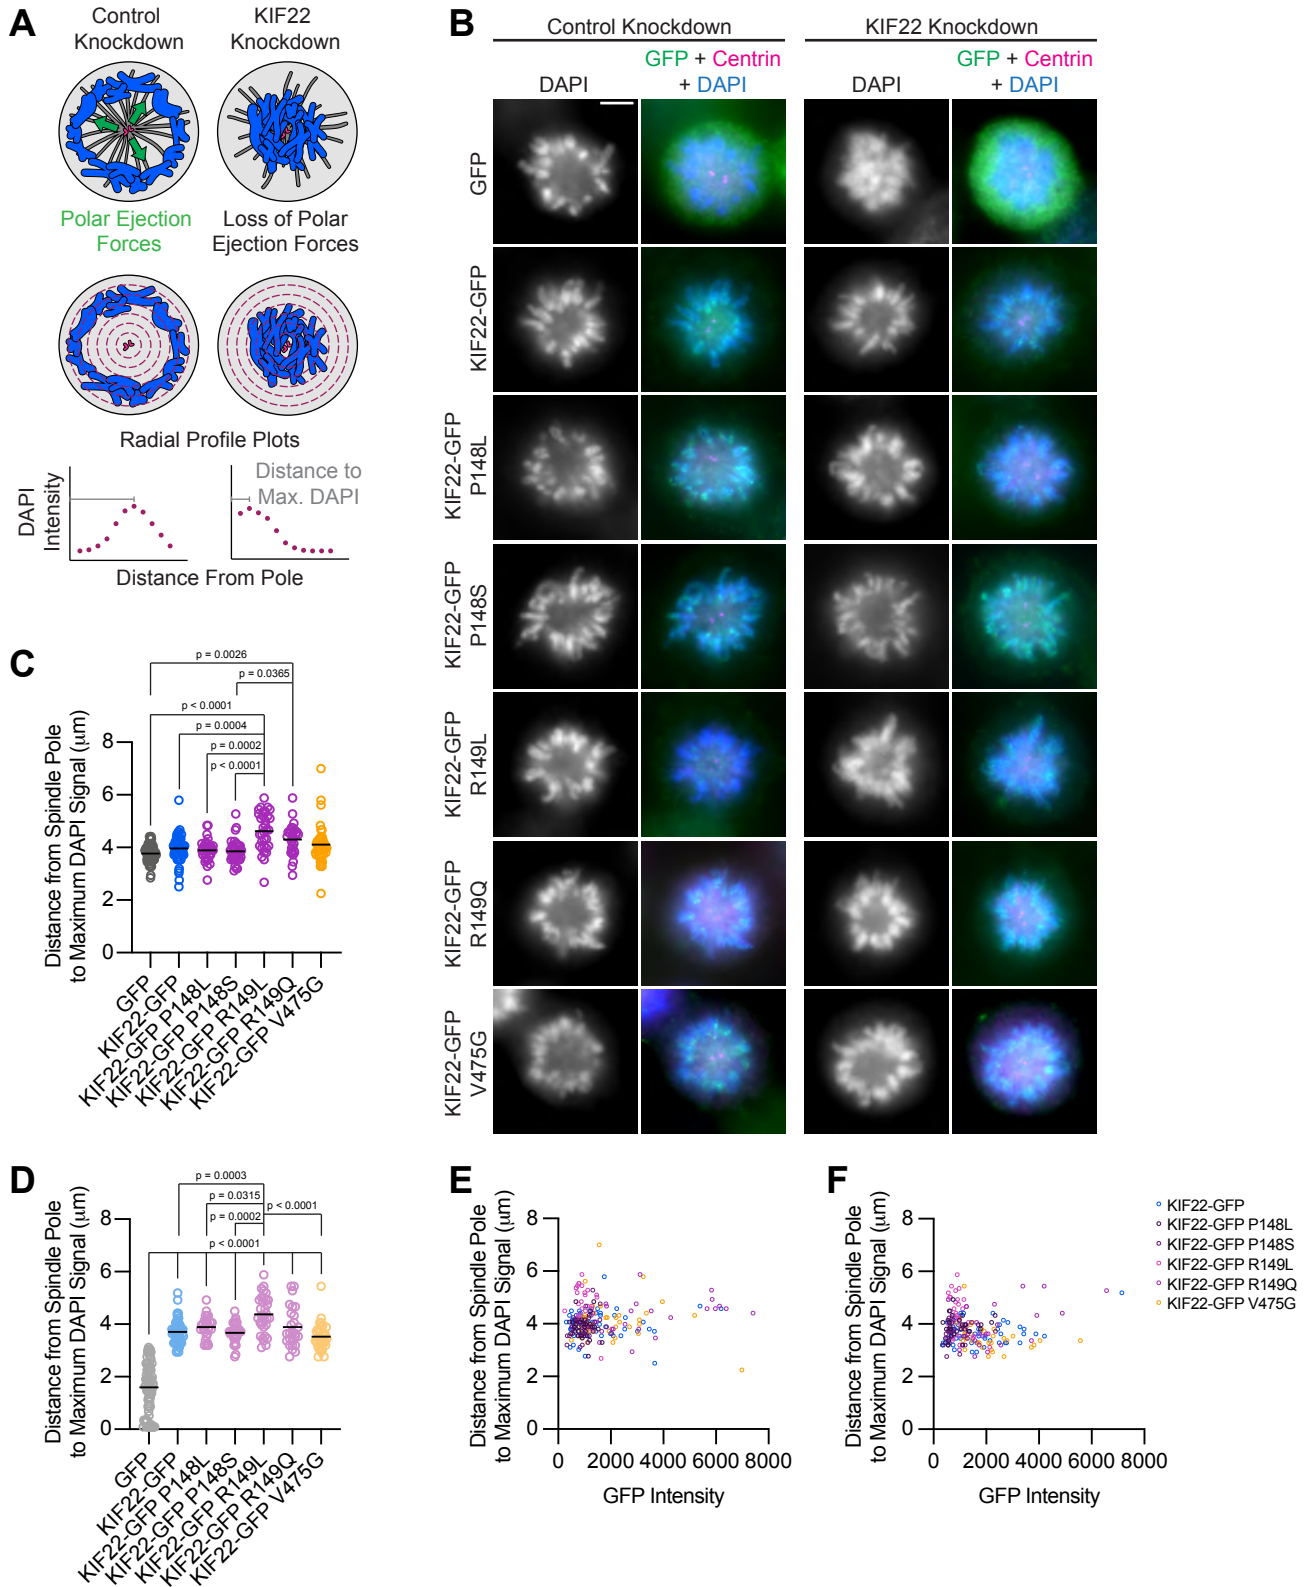 A
Control
Knockdown
KIF22
Knockdown
Polar Ejection
Forces
Loss of Polar
Ejection Forces
Radial Profile Plots
DAPI
Intensity
Distance to
Max. DAPI
Distance From Pole
B
Control Knockdown
KIF22 Knockdown
DAPI
GFP + Centrin
+ DAPI
DAPI
GFP + Centrin
+ DAPI
GFP
KIF22-GFP
KIF22-GFP
P148L
KIF22-GFP
P148S
KIF22-GFP
R149L
KIF22-GFP
R149Q
KIF22-GFP
V475G
C
p = 0.0026
p = 0.0365
p < 0.0001
p = 0.0004
p = 0.0002
p < 0.0001
Distance from Spindle Pole
to Maximum DAPI Signal (μm)
8
6
4
2
0
GFP
KIF22-GFP
KIF22-GFP P148L
KIF22-GFP P148S
KIF22-GFP R149L
KIF22-GFP R149Q
KIF22-GFP V475G
D
p = 0.0003
p = 0.0315
p = 0.0002
p < 0.0001
p < 0.0001
Distance from Spindle Pole
to Maximum DAPI Signal (μm)
8
6
4
2
0
GFP
KIF22-GFP
KIF22-GFP P148L
KIF22-GFP P148S
KIF22-GFP R149L
KIF22-GFP R149Q
KIF22-GFP V475G
E
Distance from Spindle Pole
to Maximum DAPI Signal (μm)
8
6
4
2
0
0 2000 4000 6000 8000
GFP Intensity
F
Distance from Spindle Pole
to Maximum DAPI Signal (μm)
8
6
4
2
0
0 2000 4000 6000 8000
GFP Intensity
KIF22-GFP
KIF22-GFP P148L
KIF22-GFP P148S
KIF22-GFP R149L
KIF22-GFP R149Q
KIF22-GFP V475G